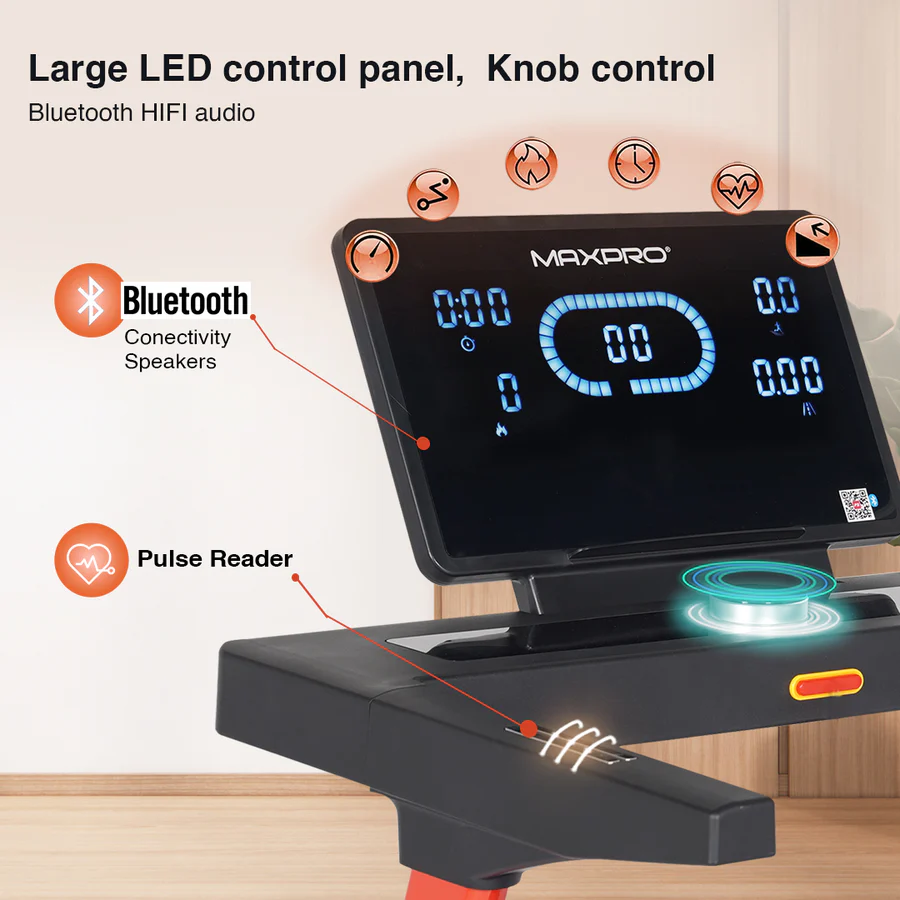 Large LED control panel, Knob control
Bluetooth HIFI audio
MAXPRO®
0:00
00
0.0
Bluetooth
Conectivity
Speakers
0
0.00
Pulse Reader